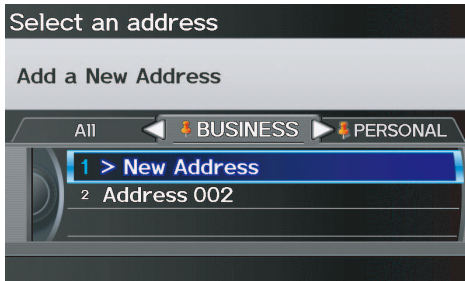 Select an address
Add a New Address
All BUSINESS PERSONAL
1 > New Address
2 Address 002